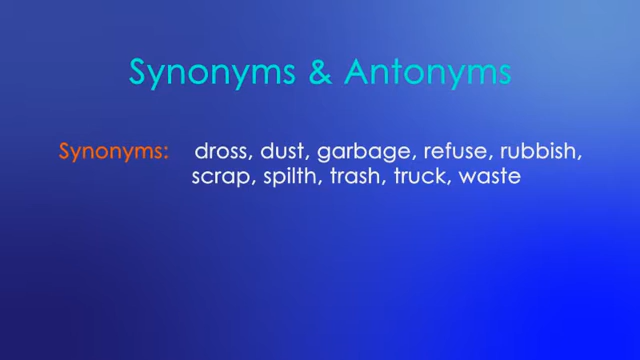 Synonyms & Antonyms
Synonyms: dross, dust, garbage, refuse, rubbish,
scrap, spilth, trash, truck, waste